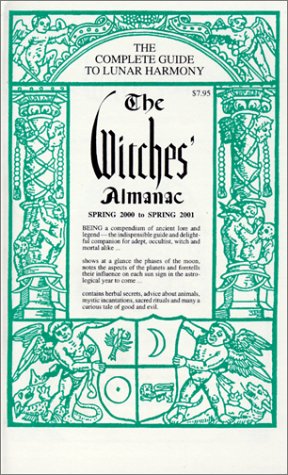 THE
COMPLETE GUIDE
TO LUNAR HARMONY
$7.95
The
Witches'
Almanac
SPRING 2000 to SPRING 2001
BEING a compendium of ancient lore and
legend — the indispensible guide and delight-
ful companion for adept, occultist, witch and
mortal alike ...
shows at a glance the phases of the moon,
notes the aspects of the planets and foretells
their influence on each sun sign in the astro-
logical year to come ...
contains herbal secrets, advice about animals,
mystic incantations, sacred rituals and many a
curious tale of good and evil.